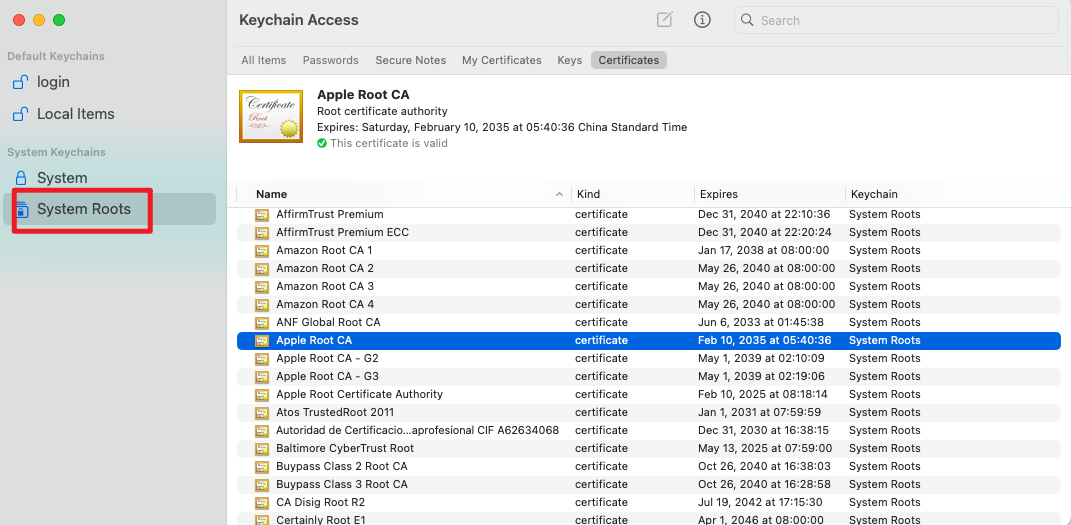 Keychain Access
Search
Default Keychains
login
Local Items
System Keychains
System
System Roots
All Items Passwords Secure Notes My Certificates Keys Certificates
Certificate
Root
Apple Root CA
Root certificate authority
Expires: Saturday, February 10, 2035 at 05:40:36 China Standard Time
This certificate is valid
Name Kind Expires Keychain
AffirmTrust Premium certificate Dec 31, 2040 at 22:10:36 System Roots
AffirmTrust Premium ECC certificate Dec 31, 2040 at 22:20:24 System Roots
Amazon Root CA 1 certificate Jan 17, 2038 at 08:00:00 System Roots
Amazon Root CA 2 certificate May 26, 2040 at 08:00:00 System Roots
Amazon Root CA 3 certificate May 26, 2040 at 08:00:00 System Roots
Amazon Root CA 4 certificate May 26, 2040 at 08:00:00 System Roots
ANF Global Root CA certificate Jun 6, 2033 at 01:45:38 System Roots
Apple Root CA certificate Feb 10, 2035 at 05:40:36 System Roots
Apple Root CA - G2 certificate May 1, 2039 at 02:10:09 System Roots
Apple Root CA - G3 certificate May 1, 2039 at 02:19:06 System Roots
Apple Root Certificate Authority certificate Feb 10, 2025 at 08:18:14 System Roots
Atos TrustedRoot 2011 certificate Jan 1, 2031 at 07:59:59 System Roots
Autoridad de Certificacio...aprofesional CIF A62634068 certificate Dec 31, 2030 at 16:38:15 System Roots
Baltimore CyberTrust Root certificate May 13, 2025 at 07:59:00 System Roots
Buypass Class 2 Root CA certificate Oct 26, 2040 at 16:38:03 System Roots
Buypass Class 3 Root CA certificate Oct 26, 2040 at 16:28:58 System Roots
CA Disig Root R2 certificate Jul 19, 2042 at 17:15:30 System Roots
Certainly Root E1 certificate Apr 1, 2046 at 08:00:00 System Roots